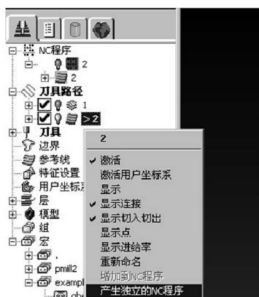 NC程序
2
2
刀具路径
1
> 2
刀具
边界
参考线
特征设置
用户坐标
层
模型
组
宏
.
pmill2
exampl
2
激活
激活用户坐标系
显示
显示连接
显示切入切出
显示点
显示进给率
重新命名
增加到NC程序
产生独立的NC程序